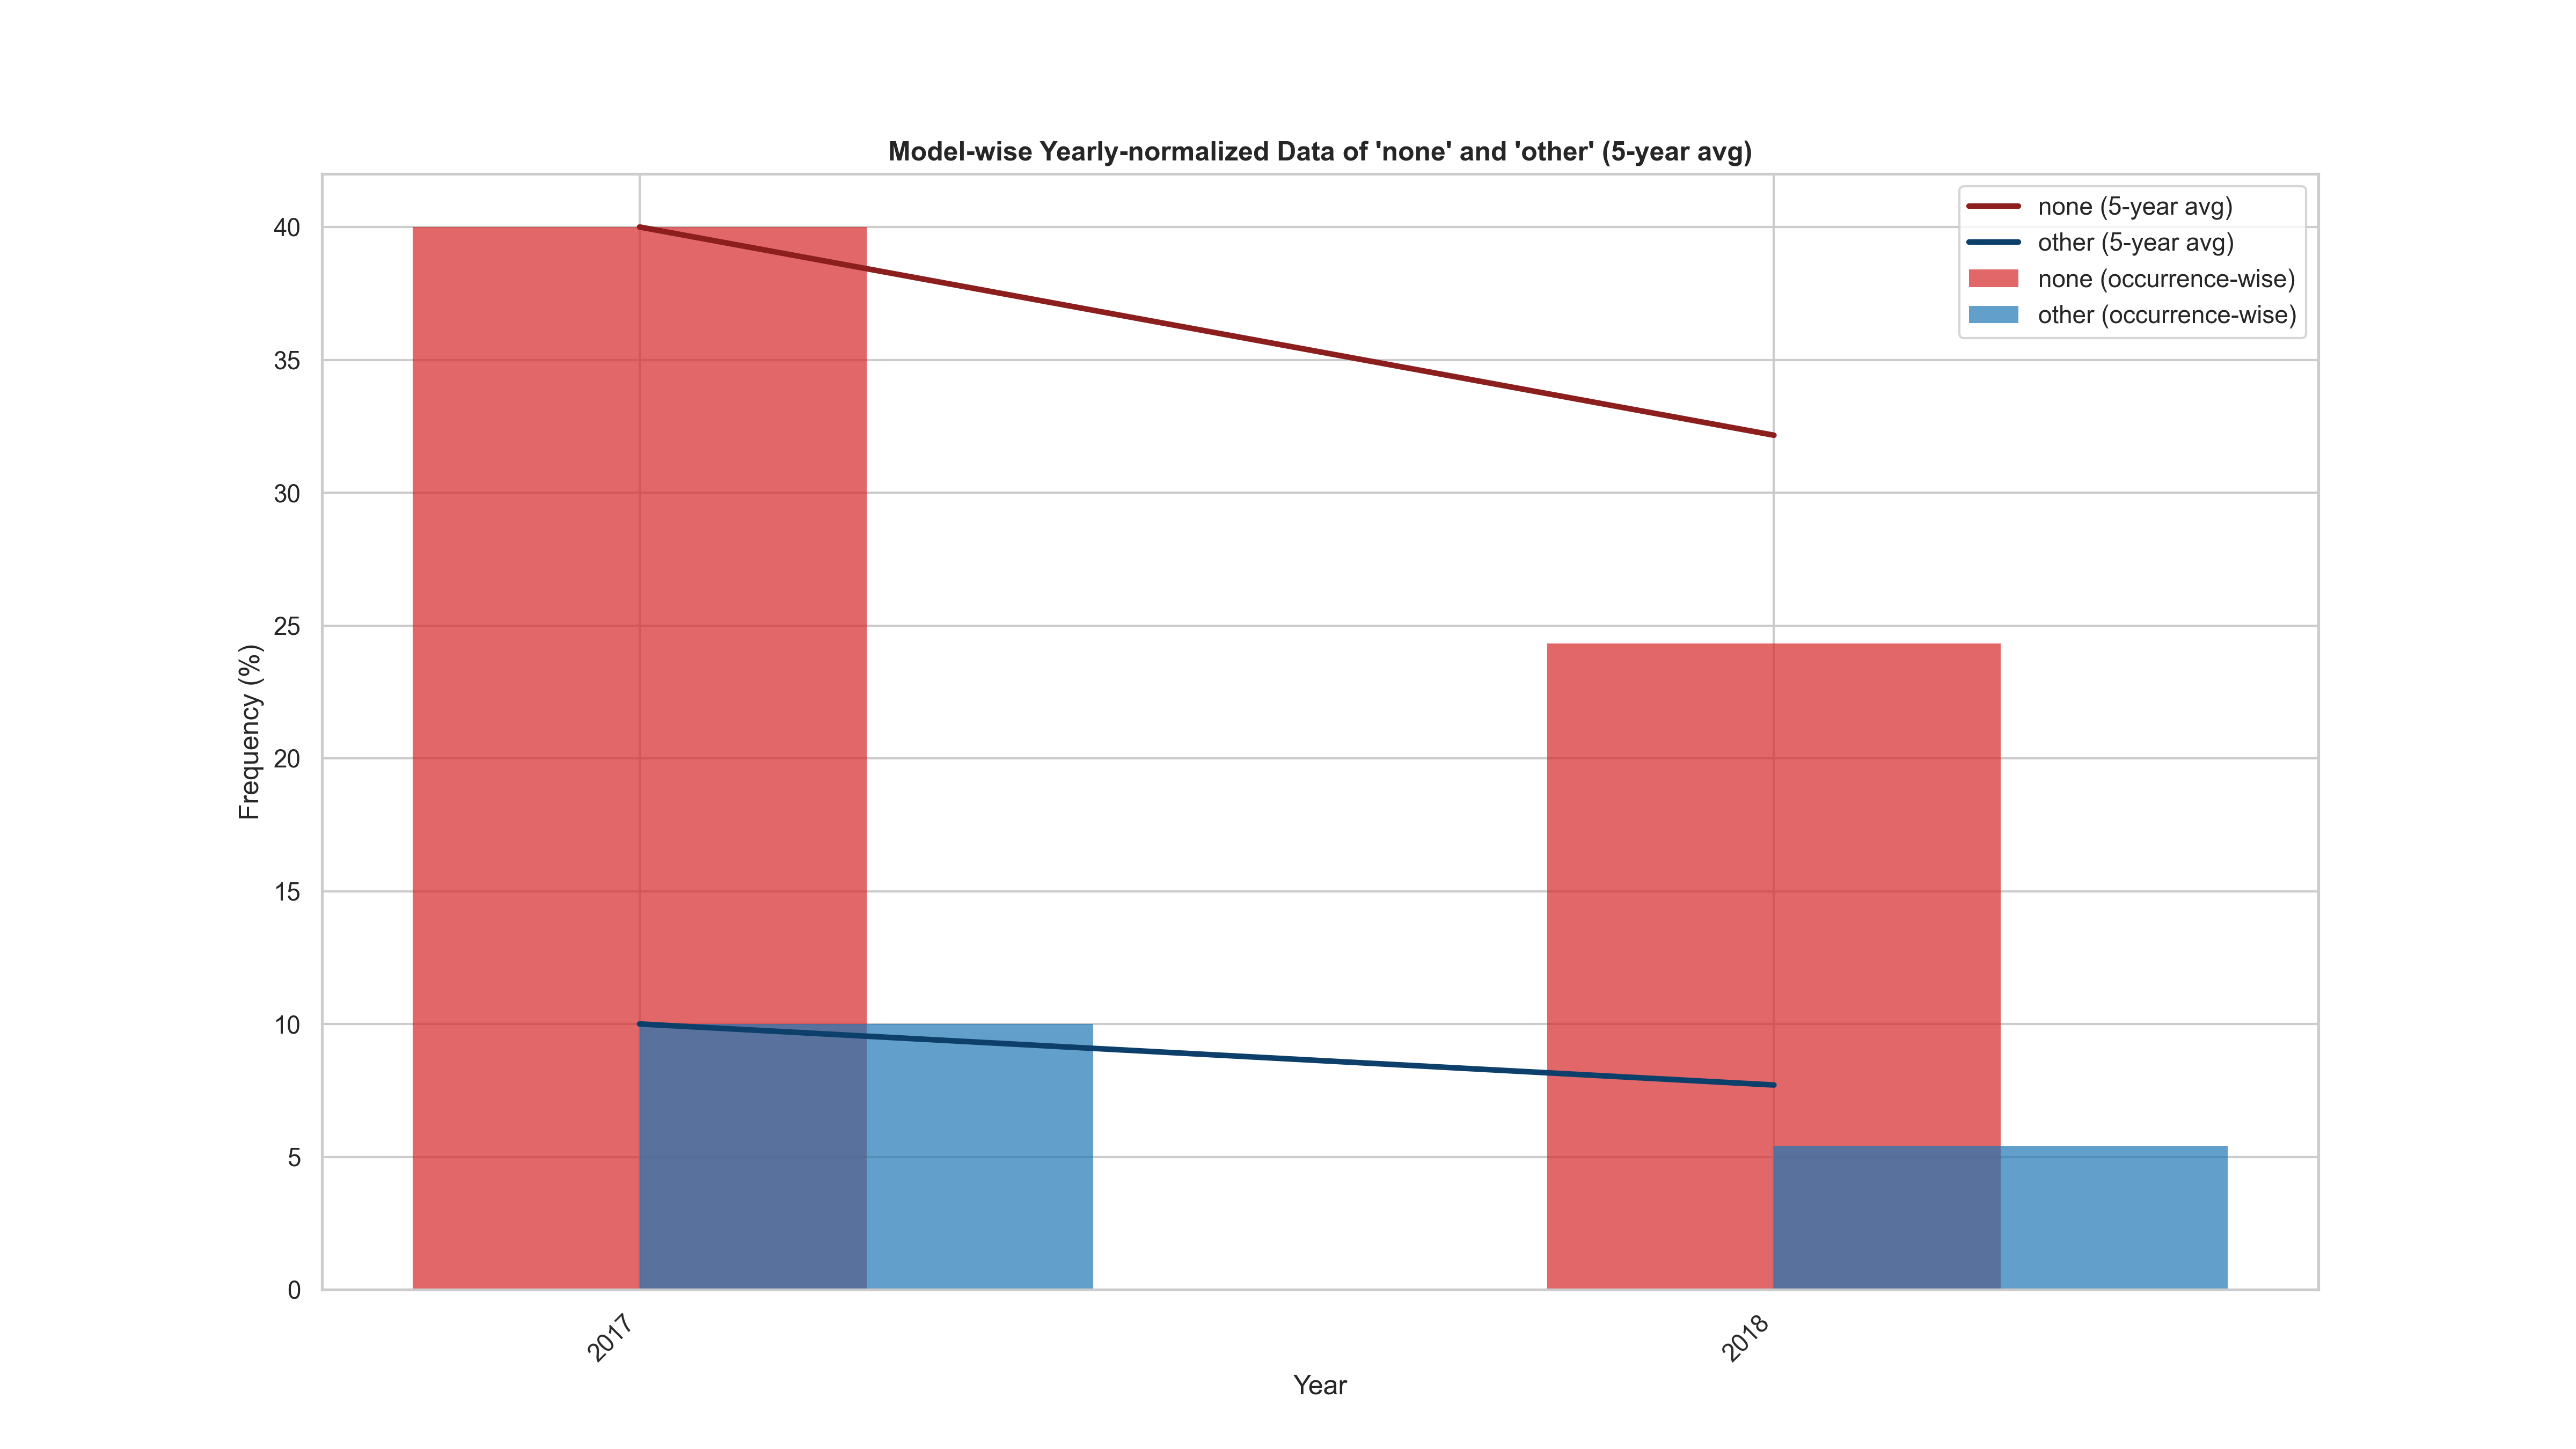 Model-wise Yearly-normalized Data of 'none' and 'other' (5-year avg)
none (5-year avg)
other (5-year avg)
none (occurrence-wise)
other (occurrence-wise)
40
35
30
25
20
15
10
5
0
Frequency (%)
2017
2018
Year